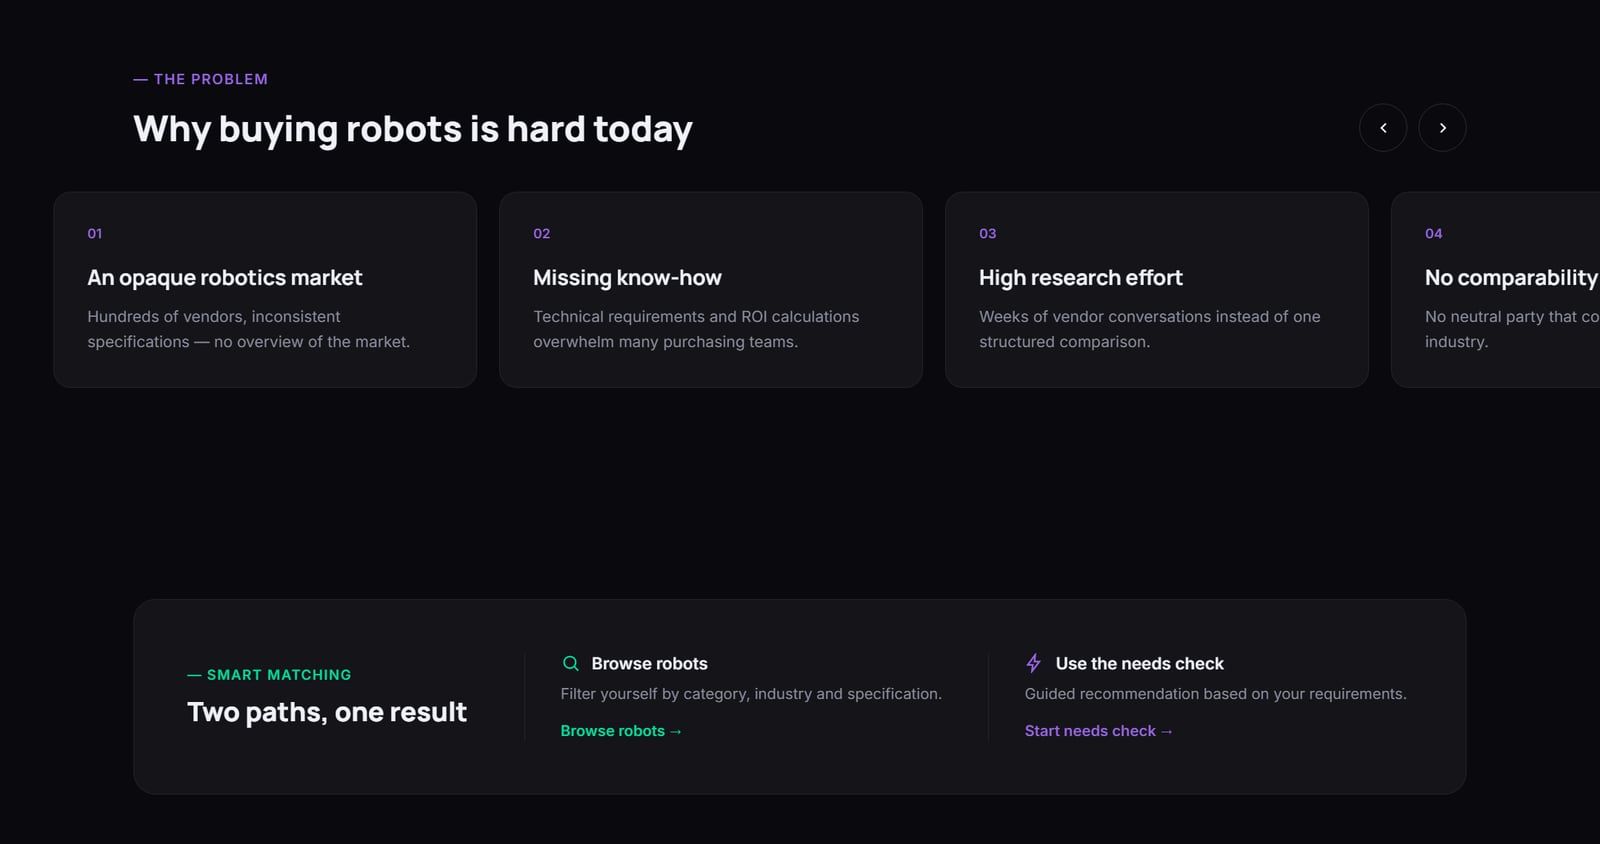 — THE PROBLEM
Why buying robots is hard today
01
An opaque robotics market
Hundreds of vendors, inconsistent
specifications — no overview of the market.
02
Missing know-how
Technical requirements and ROI calculations
overwhelm many purchasing teams.
03
High research effort
Weeks of vendor conversations instead of one
structured comparison.
04
No comparability
No neutral party that co
industry.
— SMART MATCHING
Two paths, one result
Browse robots
Filter yourself by category, industry and specification.
Browse robots →
Use the needs check
Guided recommendation based on your requirements.
Start needs check →